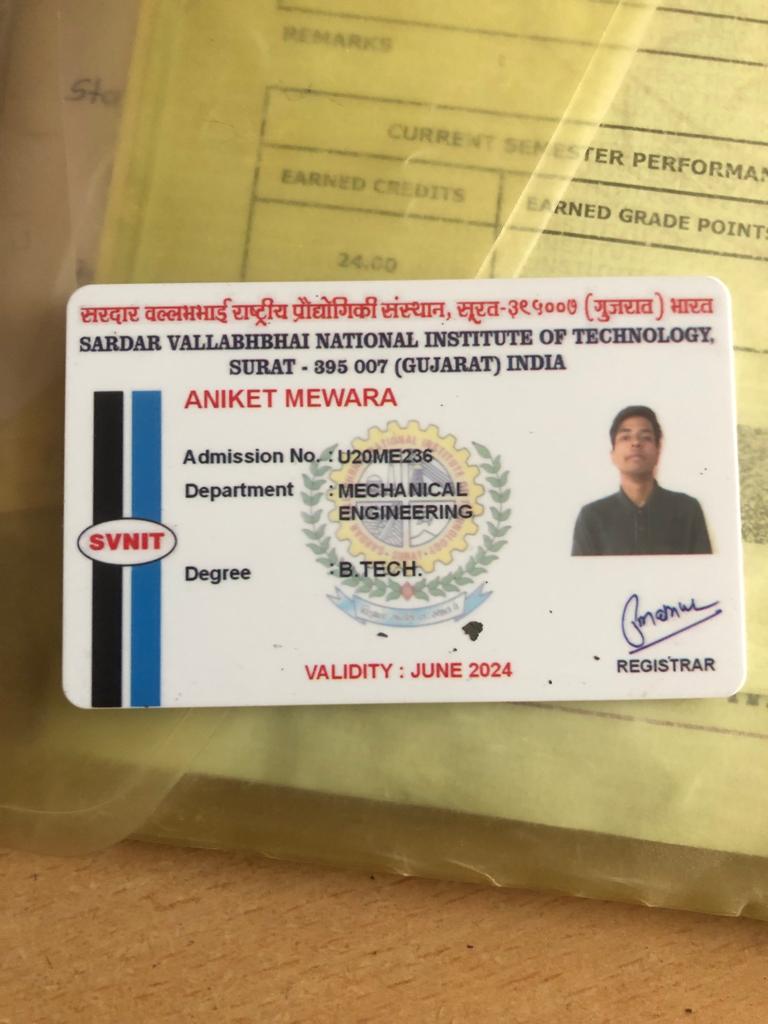 REMARKS
Sta
CURRENT SEMESTER PERFORMAN
EARNED CREDITS
EARNED GRADE POINTS
24.00
सरदार वल्लभभाई राष्ट्रीय प्रौद्योगिकी संस्थान, सूरत-३९५००७ (गुजरात) भारत
SARDAR VALLABHBHAI NATIONAL INSTITUTE OF TECHNOLOGY,
SURAT - 395 007 (GUJARAT) INDIA
ANIKET MEWARA
Admission No. : U20ME236
Department : MECHANICAL
ENGINEERING
SVNIT
Degree : B.TECH.
VALIDITY : JUNE 2024
REGISTRAR